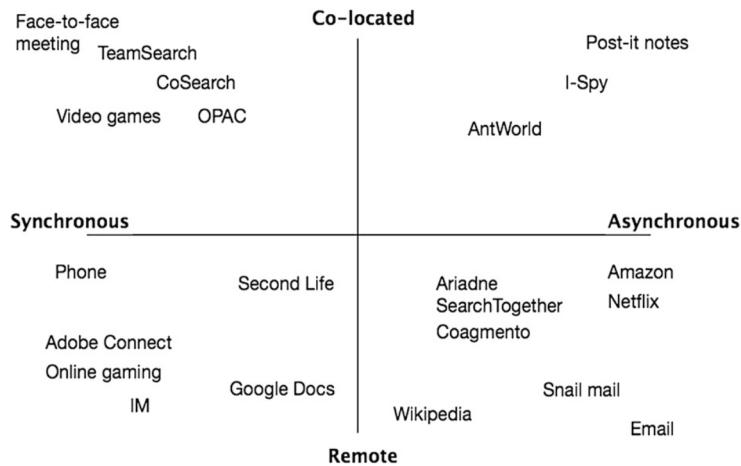 Co-located
Face-to-face
meeting
TeamSearch
CoSearch
Video games
OPAC
Post-it notes
I-Spy
AntWorld
Synchronous
Asynchronous
Phone
Second Life
Adobe Connect
Online gaming
IM
Google Docs
Ariadne
SearchTogether
Coagmento
Amazon
Netflix
Snail mail
Wikipedia
Email
Remote